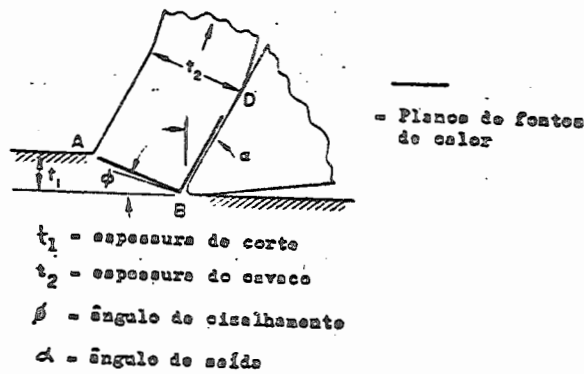 t₂
D
A
α
t₁
ϕ
B
= Planos de fontes
de calor
t₁ = espessura de corte
t₂ = espessura do cavaco
ϕ = ângulo de cisalhamento
α = ângulo de saída